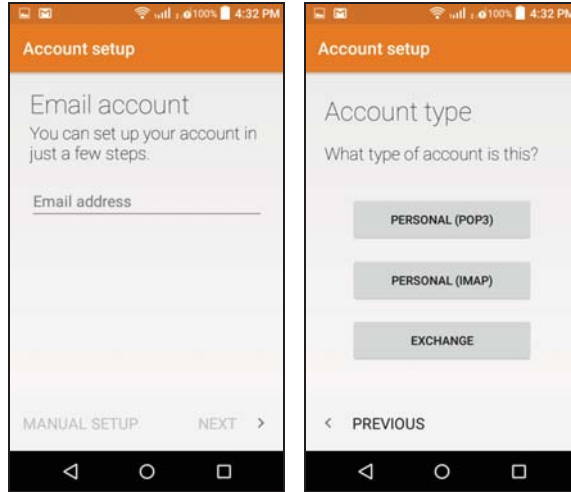 100% 4:32 PM
Account setup
Email account
You can set up your account in
just a few steps.
Email address
MANUAL SETUP NEXT >
100% 4:32 PM
Account setup
Account type
What type of account is this?
PERSONAL (POP3)
PERSONAL (IMAP)
EXCHANGE
< PREVIOUS